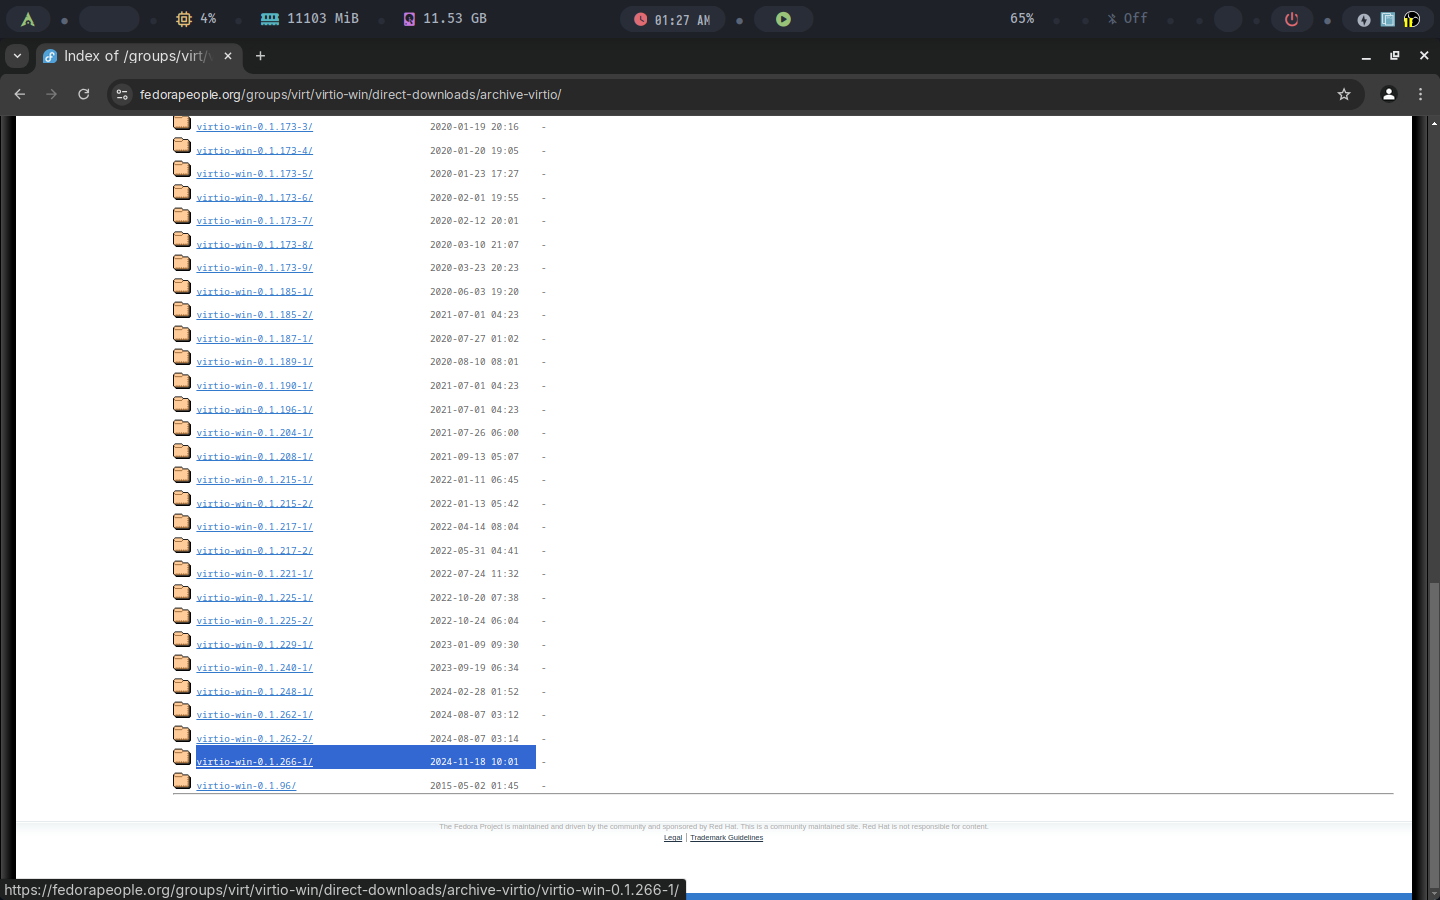 4%
11103 MiB
11.53 GB
01:27 AM
65%
Off
Index of /groups/virt/v
fedorapeople.org/groups/virt/virtio-win/direct-downloads/archive-virtio/
virtio-win-0.1.173-3/ 2020-01-19 20:16 -
virtio-win-0.1.173-4/ 2020-01-20 19:05 -
virtio-win-0.1.173-5/ 2020-01-23 17:27 -
virtio-win-0.1.173-6/ 2020-02-01 19:55 -
virtio-win-0.1.173-7/ 2020-02-12 20:01 -
virtio-win-0.1.173-8/ 2020-03-10 21:07 -
virtio-win-0.1.173-9/ 2020-03-23 20:23 -
virtio-win-0.1.185-1/ 2020-06-03 19:20 -
virtio-win-0.1.185-2/ 2021-07-01 04:23 -
virtio-win-0.1.187-1/ 2020-07-27 01:02 -
virtio-win-0.1.189-1/ 2020-08-10 08:01 -
virtio-win-0.1.190-1/ 2021-07-01 04:23 -
virtio-win-0.1.196-1/ 2021-07-01 04:23 -
virtio-win-0.1.204-1/ 2021-07-26 06:00 -
virtio-win-0.1.208-1/ 2021-09-13 05:07 -
virtio-win-0.1.215-1/ 2022-01-11 06:45 -
virtio-win-0.1.215-2/ 2022-01-13 05:42 -
virtio-win-0.1.217-1/ 2022-04-14 08:04 -
virtio-win-0.1.217-2/ 2022-05-31 04:41 -
virtio-win-0.1.221-1/ 2022-07-24 11:32 -
virtio-win-0.1.225-1/ 2022-10-20 07:38 -
virtio-win-0.1.225-2/ 2022-10-24 06:04 -
virtio-win-0.1.229-1/ 2023-01-09 09:30 -
virtio-win-0.1.240-1/ 2023-09-19 06:34 -
virtio-win-0.1.248-1/ 2024-02-28 01:52 -
virtio-win-0.1.262-1/ 2024-08-07 03:12 -
virtio-win-0.1.262-2/ 2024-08-07 03:14 -
virtio-win-0.1.266-1/ 2024-11-18 10:01 -
virtio-win-0.1.96/ 2015-05-02 01:45 -
The Fedora Project is maintained and driven by the community and sponsored by Red Hat. This is a community maintained site. Red Hat is not responsible for content.
Legal | Trademark Guidelines
https://fedorapeople.org/groups/virt/virtio-win/direct-downloads/archive-virtio/virtio-win-0.1.266-1/